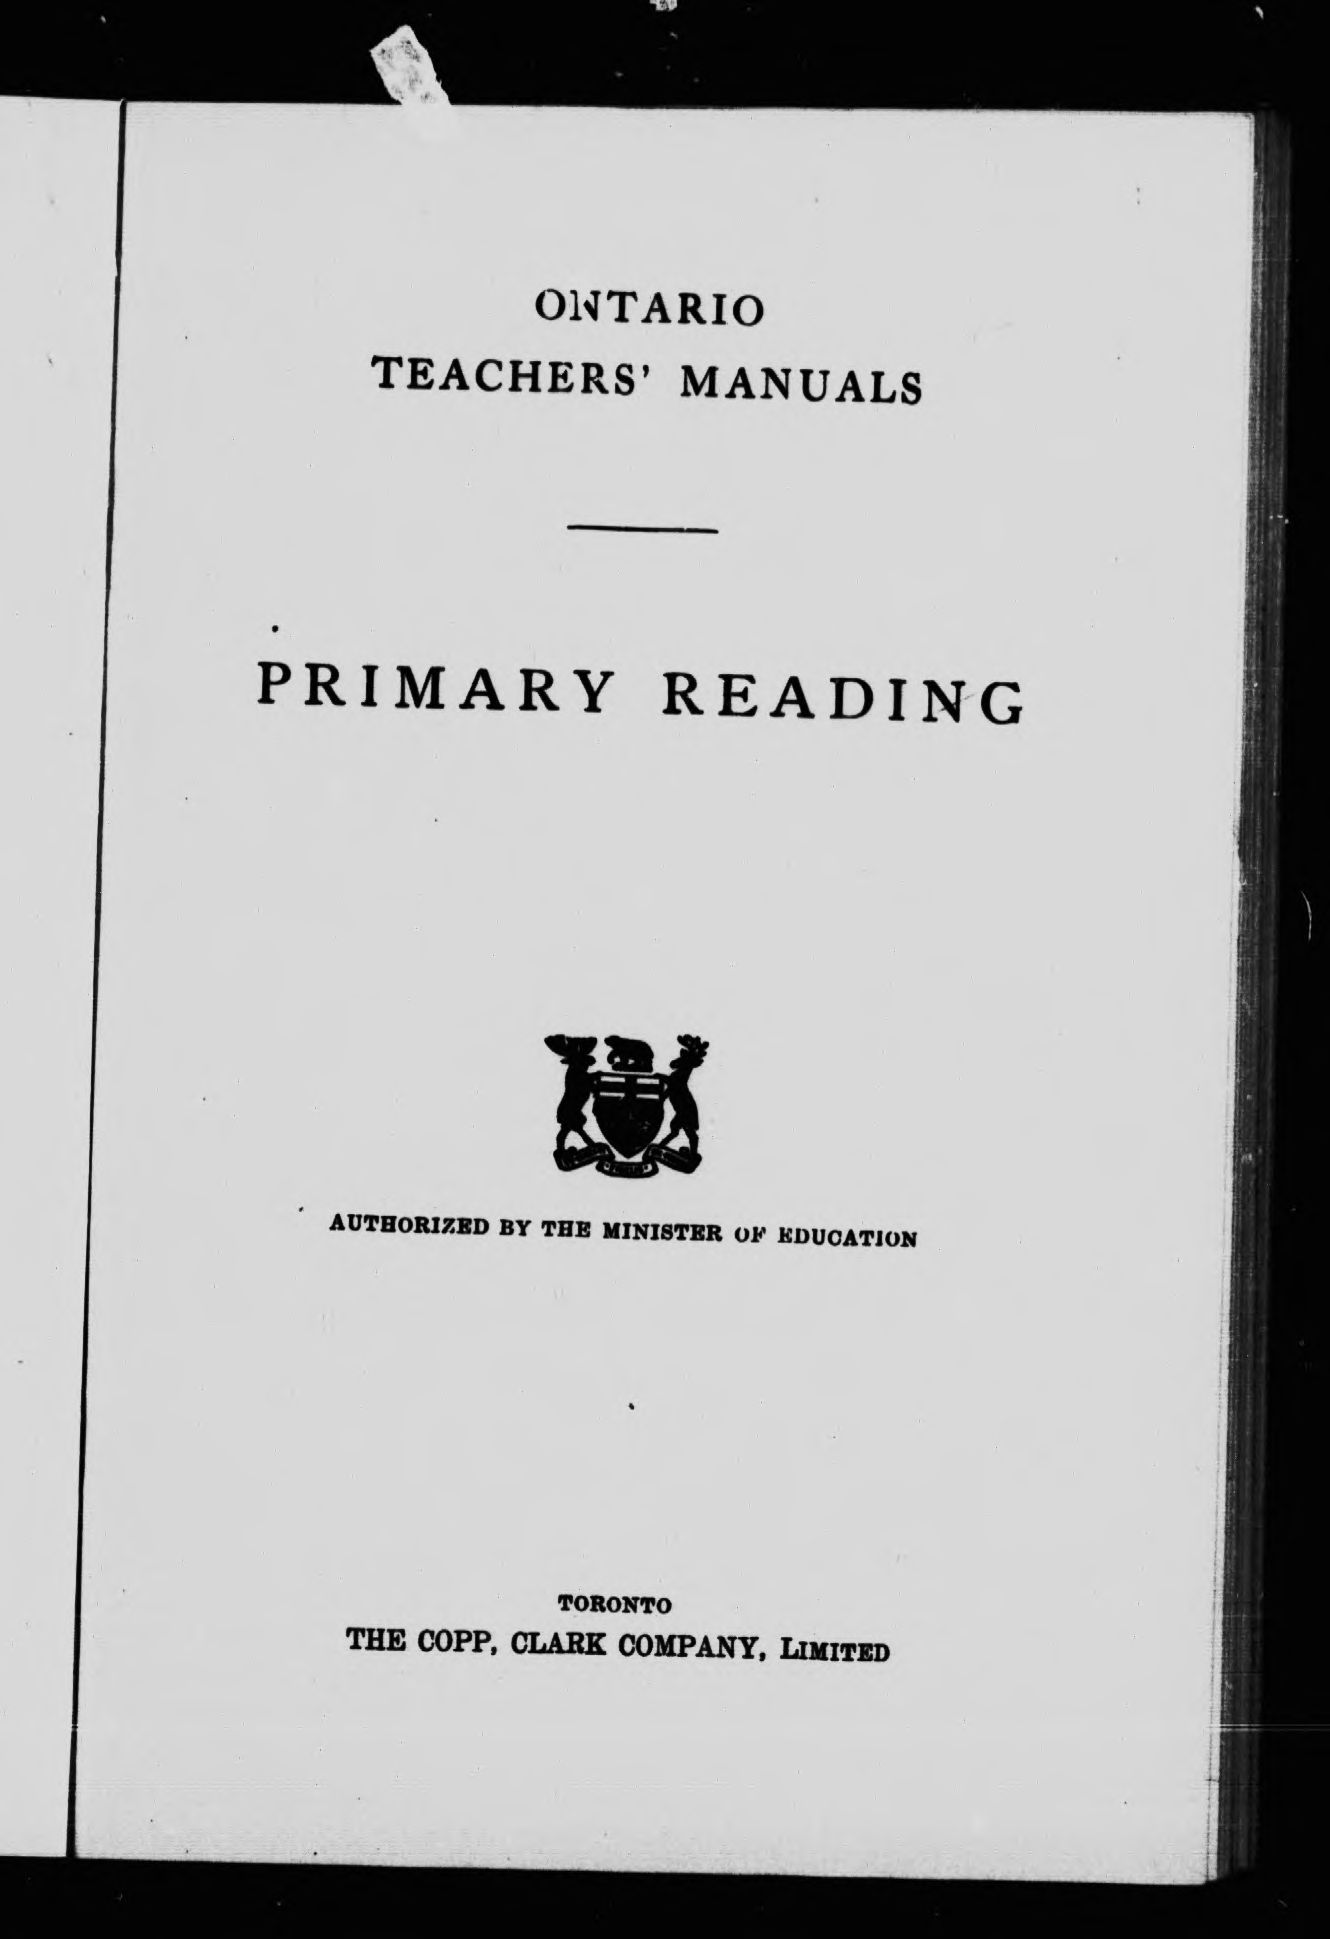 ONTARIO
TEACHERS' MANUALS
PRIMARY READING
AUTHORIZED BY THE MINISTER OF EDUCATION
TORONTO
THE COPP, CLARK COMPANY, LIMITED